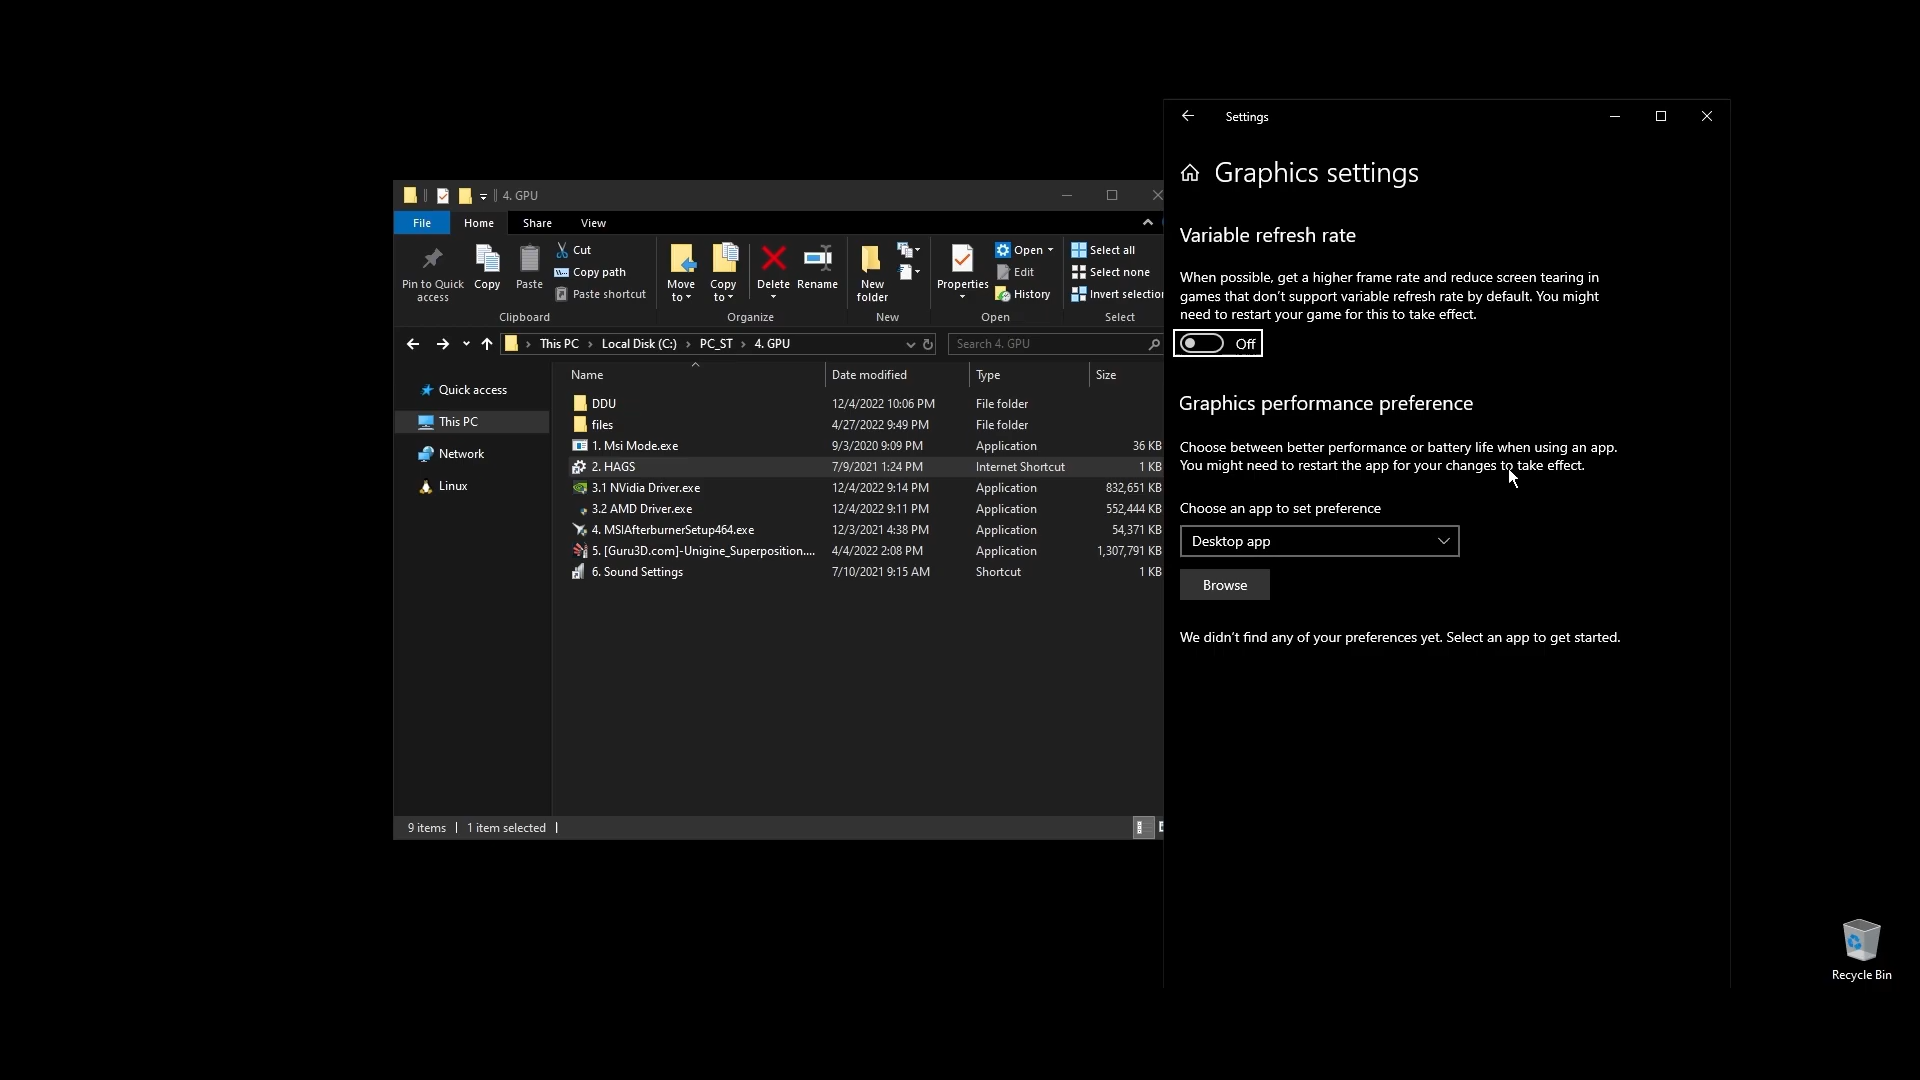 4. GPU
File
Home
Share
View
Pin to Quick
access
Copy
Paste
Cut
Copy path
Paste shortcut
Clipboard
Move
to
Copy
to
Delete
Rename
Organize
New
folder
New
Properties
Open
Edit
History
Open
Select all
Select none
Invert selection
Select
This PC
Local Disk (C:)
PC_ST
4. GPU
Search 4. GPU
Quick access
This PC
Network
Linux
Name Date modified Type Size
DDU 12/4/2022 10:06 PM File folder
files 4/27/2022 9:49 PM File folder
1. Msi Mode.exe 9/3/2020 9:09 PM Application 36 KB
2. HAGS 7/9/2021 1:24 PM Internet Shortcut 1 KB
3.1 NVidia Driver.exe 12/4/2022 9:14 PM Application 832,651 KB
3.2 AMD Driver.exe 12/4/2022 9:11 PM Application 552,444 KB
4. MSIAfterburnerSetup464.exe 12/3/2021 4:38 PM Application 54,371 KB
5. [Guru3D.com]-Unigine_Superposition.... 4/4/2022 2:08 PM Application 1,307,791 KB
6. Sound Settings 7/10/2021 9:15 AM Shortcut 1 KB
9 items
1 item selected
Settings
Graphics settings
Variable refresh rate
When possible, get a higher frame rate and reduce screen tearing in
games that don't support variable refresh rate by default. You might
need to restart your game for this to take effect.
Off
Graphics performance preference
Choose between better performance or battery life when using an app.
You might need to restart the app for your changes to take effect.
Choose an app to set preference
Desktop app
Browse
We didn't find any of your preferences yet. Select an app to get started.
Recycle Bin